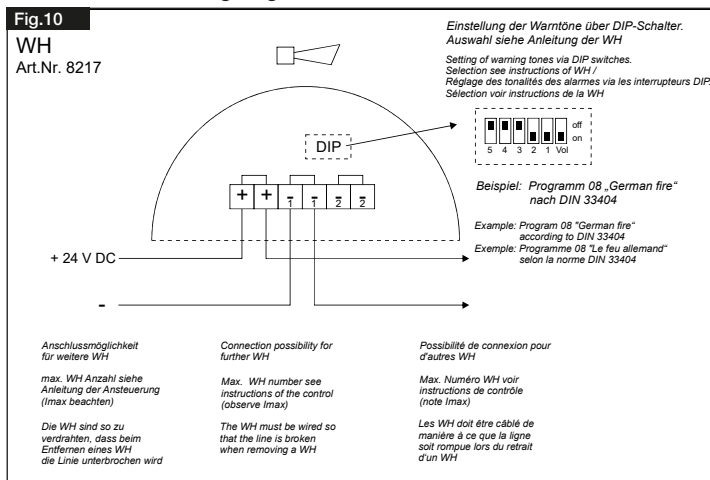 Fig.10
WH
Art.Nr. 8217
Einstellung der Warntöne über DIP-Schalter.
Auswahl siehe Anleitung der WH
Setting of warning tones via DIP switches.
Selection see instructions of WH /
Réglage des tonalités des alarmes via les interrupteurs DIP.
Sélection voir instructions de la WH
DIP
off
on
5 4 3 2 1 Vol
+ + - - - -
1 1 2 2
Beispiel: Programm 08 „German fire“
nach DIN 33404
Example: Program 08 "German fire"
according to DIN 33404
Exemple: Programme 08 "Le feu allemand“
selon la norme DIN 33404
+ 24 V DC
-
Anschlussmöglichkeit
für weitere WH
max. WH Anzahl siehe
Anleitung der Ansteuerung
(Imax beachten)
Die WH sind so zu
verdrahten, dass beim
Entfernen eines WH
die Linie unterbrochen wird
Connection possibility for
further WH
Max. WH number see
instructions of the control
(observe Imax)
The WH must be wired so
that the line is broken
when removing a WH
Possibilité de connexion pour
d'autres WH
Max. Numéro WH voir
instructions de contrôle
(note Imax)
Les WH doit être câblé de
manière à ce que la ligne
soit rompue lors du retrait
d'un WH